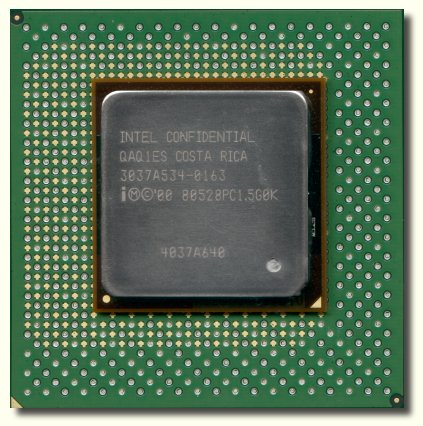 INTEL CONFIDENTIAL
QAQ1ES COSTA RICA
3037A534-0163
i Ⓜ©'00 80528PC1.5G0K
4037A640